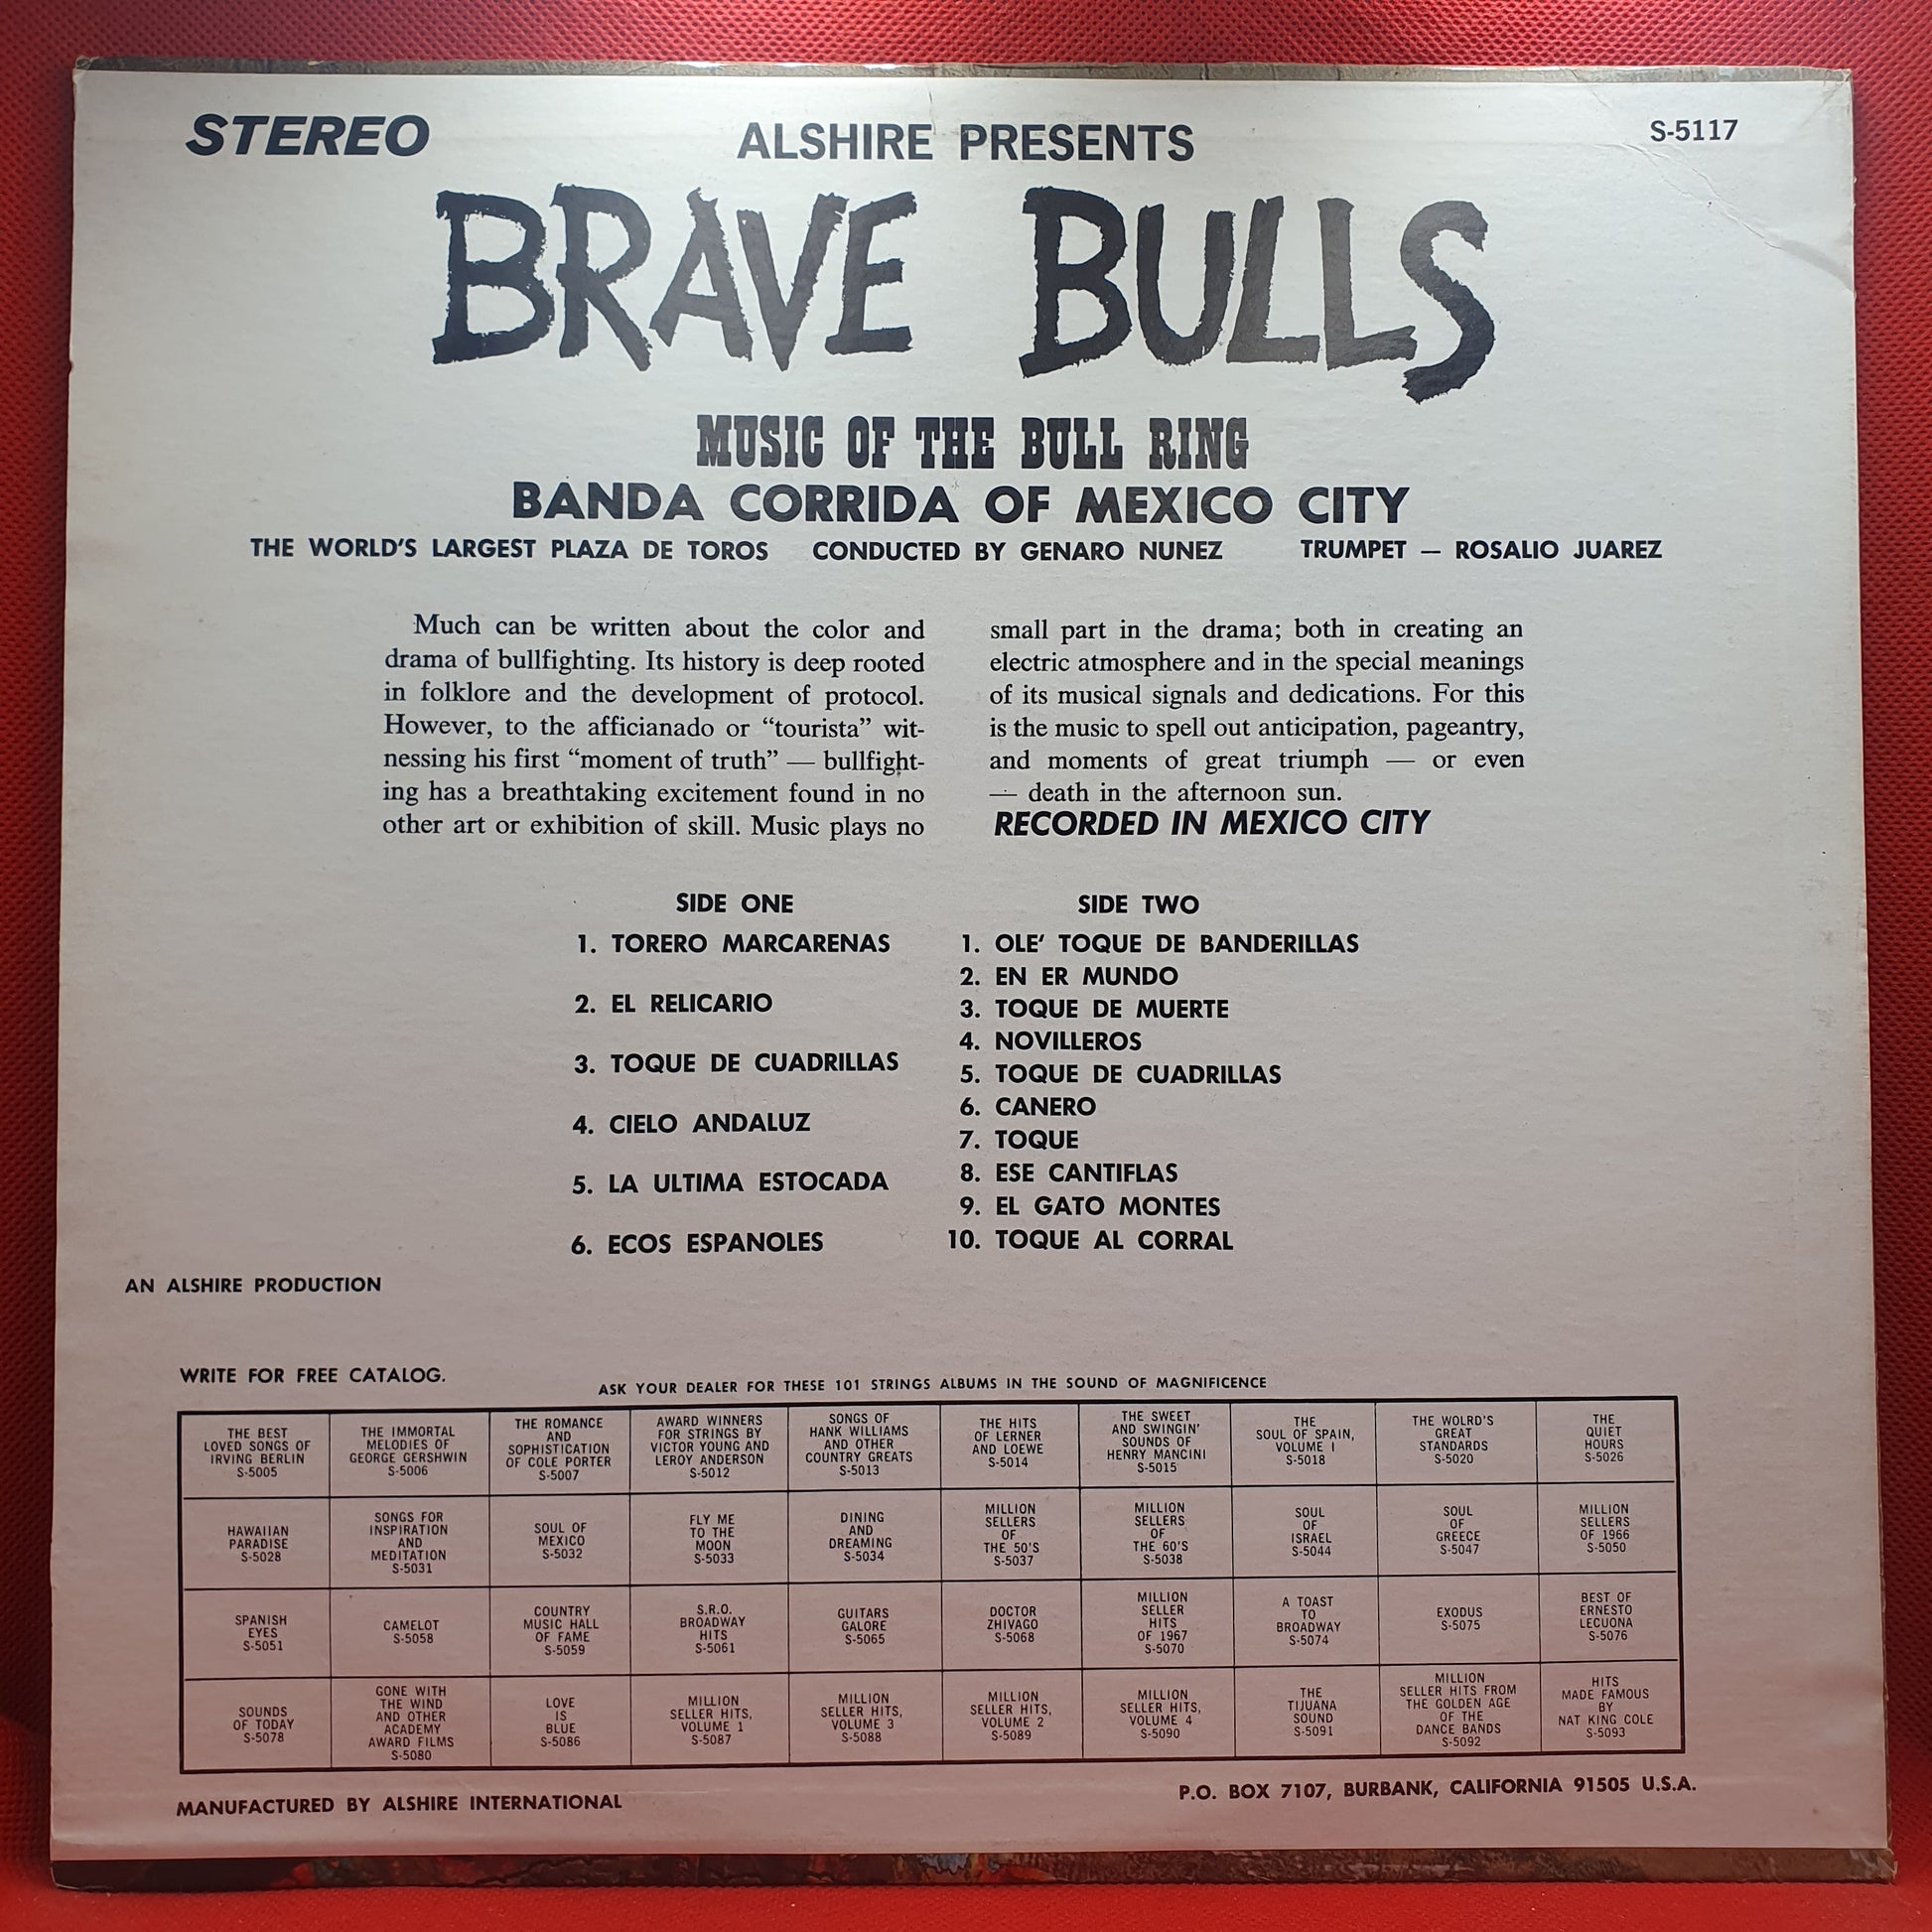 STEREO
ALSHIRE PRESENTS
S-5117
BRAVE BULLS
MUSIC OF THE BULL RING
BANDA CORRIDA OF MEXICO CITY
THE WORLD'S LARGEST PLAZA DE TOROS CONDUCTED BY GENARO NUNEZ TRUMPET — ROSALIO JUAREZ
Much can be written about the color and
drama of bullfighting. Its history is deep rooted
in folklore and the development of protocol.
However, to the afficianado or “tourista” wit-
nessing his first “moment of truth” — bullfight-
ing has a breathtaking excitement found in no
other art or exhibition of skill. Music plays no
small part in the drama; both in creating an
electric atmosphere and in the special meanings
of its musical signals and dedications. For this
is the music to spell out anticipation, pageantry,
and moments of great triumph — or even
— death in the afternoon sun.
RECORDED IN MEXICO CITY
SIDE ONE
1. TORERO MARCARENAS
2. EL RELICARIO
3. TOQUE DE CUADRILLAS
4. CIELO ANDALUZ
5. LA ULTIMA ESTOCADA
6. ECOS ESPANOLES
SIDE TWO
1. OLE' TOQUE DE BANDERILLAS
2. EN ER MUNDO
3. TOQUE DE MUERTE
4. NOVILLEROS
5. TOQUE DE CUADRILLAS
6. CANERO
7. TOQUE
8. ESE CANTIFLAS
9. EL GATO MONTES
10. TOQUE AL CORRAL
AN ALSHIRE PRODUCTION
WRITE FOR FREE CATALOG.
ASK YOUR DEALER FOR THESE 101 STRINGS ALBUMS IN THE SOUND OF MAGNIFICENCE
THE BEST
LOVED SONGS OF
IRVING BERLIN
S-5005
THE IMMORTAL
MELODIES OF
GEORGE GERSHWIN
S-5006
THE ROMANCE
AND
SOPHISTICATION
OF COLE PORTER
S-5007
AWARD WINNERS
FOR STRINGS BY
VICTOR YOUNG AND
LEROY ANDERSON
S-5012
SONGS OF
HANK WILLIAMS
AND OTHER
COUNTRY GREATS
S-5013
THE HITS
OF LERNER
AND LOEWE
S-5014
THE SWEET
AND SWINGIN'
SOUNDS OF
HENRY MANCINI
S-5015
THE
SOUL OF SPAIN,
VOLUME I
S-5018
THE WOLRD'S
GREAT
STANDARDS
S-5020
THE
QUIET
HOURS
S-5026
HAWAIIAN
PARADISE
S-5028
SONGS FOR
INSPIRATION
AND
MEDITATION
S-5031
SOUL OF
MEXICO
S-5032
FLY ME
TO THE
MOON
S-5033
DINING
AND
DREAMING
S-5034
MILLION
SELLERS
OF
THE 50'S
S-5037
MILLION
SELLERS
OF
THE 60'S
S-5038
SOUL
OF
ISRAEL
S-5044
SOUL
OF
GREECE
S-5047
MILLION
SELLERS
OF 1966
S-5050
SPANISH
EYES
S-5051
CAMELOT
S-5058
COUNTRY
MUSIC HALL
OF FAME
S-5059
S.R.O.
BROADWAY
HITS
S-5061
GUITARS
GALORE
S-5065
DOCTOR
ZHIVAGO
S-5068
MILLION
SELLER
HITS
OF 1967
S-5070
A TOAST
TO
BROADWAY
S-5074
EXODUS
S-5075
BEST OF
ERNESTO
LECUONA
S-5076
SOUNDS
OF TODAY
S-5078
GONE WITH
THE WIND
AND OTHER
ACADEMY
AWARD FILMS
S-5080
LOVE
IS
BLUE
S-5086
MILLION
SELLER HITS,
VOLUME 1
S-5087
MILLION
SELLER HITS,
VOLUME 3
S-5088
MILLION
SELLER HITS,
VOLUME 2
S-5089
MILLION
SELLER HITS,
VOLUME 4
S-5090
THE
TIJUANA
SOUND
S-5091
MILLION
SELLER HITS FROM
THE GOLDEN AGE
OF THE
DANCE BANDS
S-5092
HITS
MADE FAMOUS
BY
NAT KING COLE
S-5093
MANUFACTURED BY ALSHIRE INTERNATIONAL
P.O. BOX 7107, BURBANK, CALIFORNIA 91505 U.S.A.